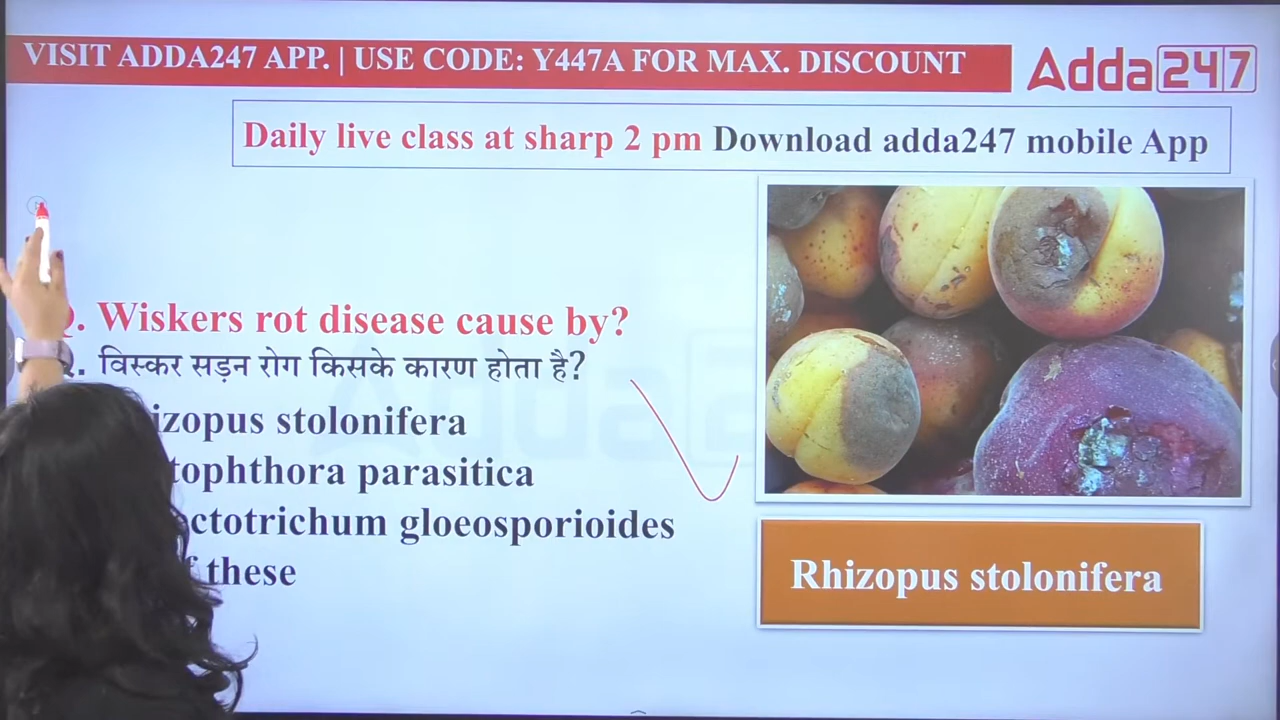 VISIT ADDA247 APP. | USE CODE: Y447A FOR MAX. DISCOUNT
Adda247
Daily live class at sharp 2 pm Download adda247 mobile App
Wiskers rot disease cause by?
विस्कर सड़न रोग किसके कारण होता है?
izopus stolonifera
tophthora parasitica
ctotrichum gloeosporioides
these
Rhizopus stolonifera